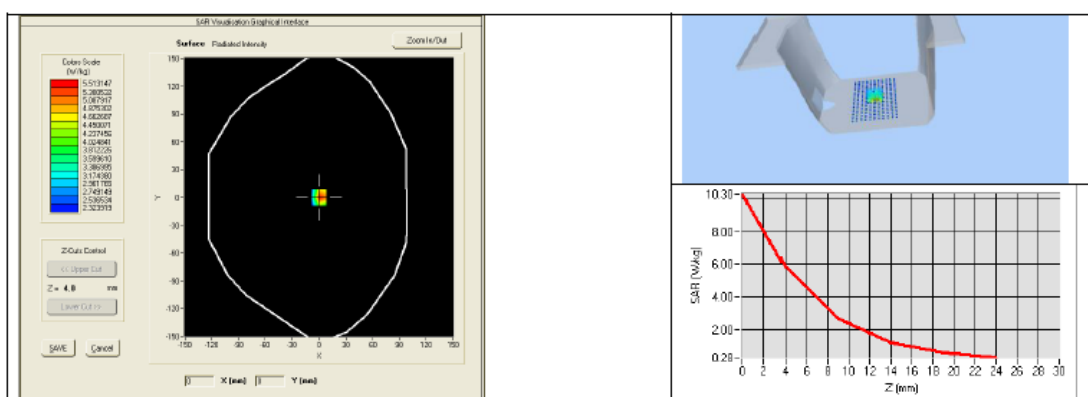 SAR Visualisation Graphical Interface
Surface Radiated Intensity
Zoom In/Out
Colors Scale
(W/kg)
5.513147
5.300532
5.087917
4.875302
4.662687
4.450071
4.237456
4.024841
3.812226
3.599610
3.386995
3.174380
2.961765
2.749149
2.536534
2.323919
Z-Cuts Control
<< Upper Cut
Z = 4.0 mm
Lower Cut >>
SAVE
Cancel
Y
150
120
90
60
30
0
-30
-60
-90
-120
-150
-150 -120 -90 -60 -30 0 30 60 90 120 150
X
0 X (mm) 0 Y (mm)
SAR (W/kg)
10.30
8.00
6.00
4.00
2.00
0.28
0 2 4 6 8 10 12 14 16 18 20 22 24 26 28 30
Z (mm)